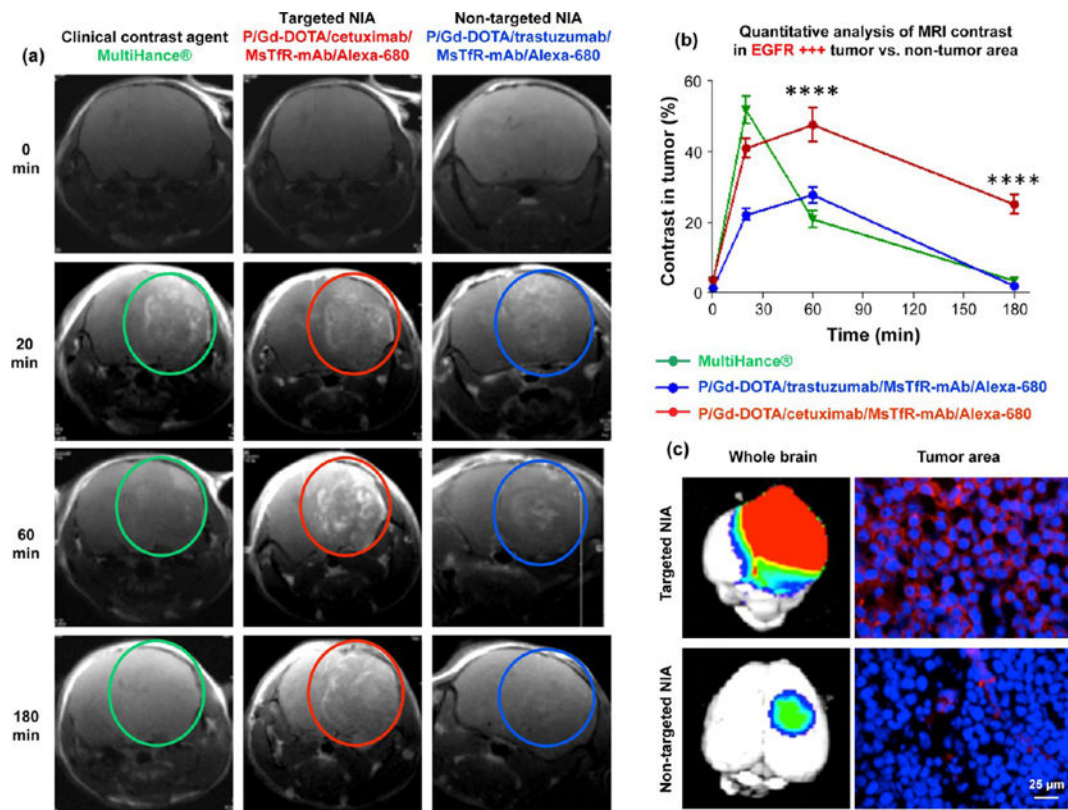 (a)
Clinical contrast agent
MultiHance®
Targeted NIA
P/Gd-DOTA/cetuximab/
MsTfR-mAb/Alexa-680
Non-targeted NIA
P/Gd-DOTA/trastuzumab/
MsTfR-mAb/Alexa-680
0
min
20
min
60
min
180
min
(b)
Quantitative analysis of MRI contrast
in EGFR +++ tumor vs. non-tumor area
Contrast in tumor (%)
60
40
20
0
****
****
0 30 60 90 120 150 180
Time (min)
MultiHance®
P/Gd-DOTA/trastuzumab/MsTfR-mAb/Alexa-680
P/Gd-DOTA/cetuximab/MsTfR-mAb/Alexa-680
(c)
Whole brain
Tumor area
Targeted NIA
Non-targeted NIA
25 µm